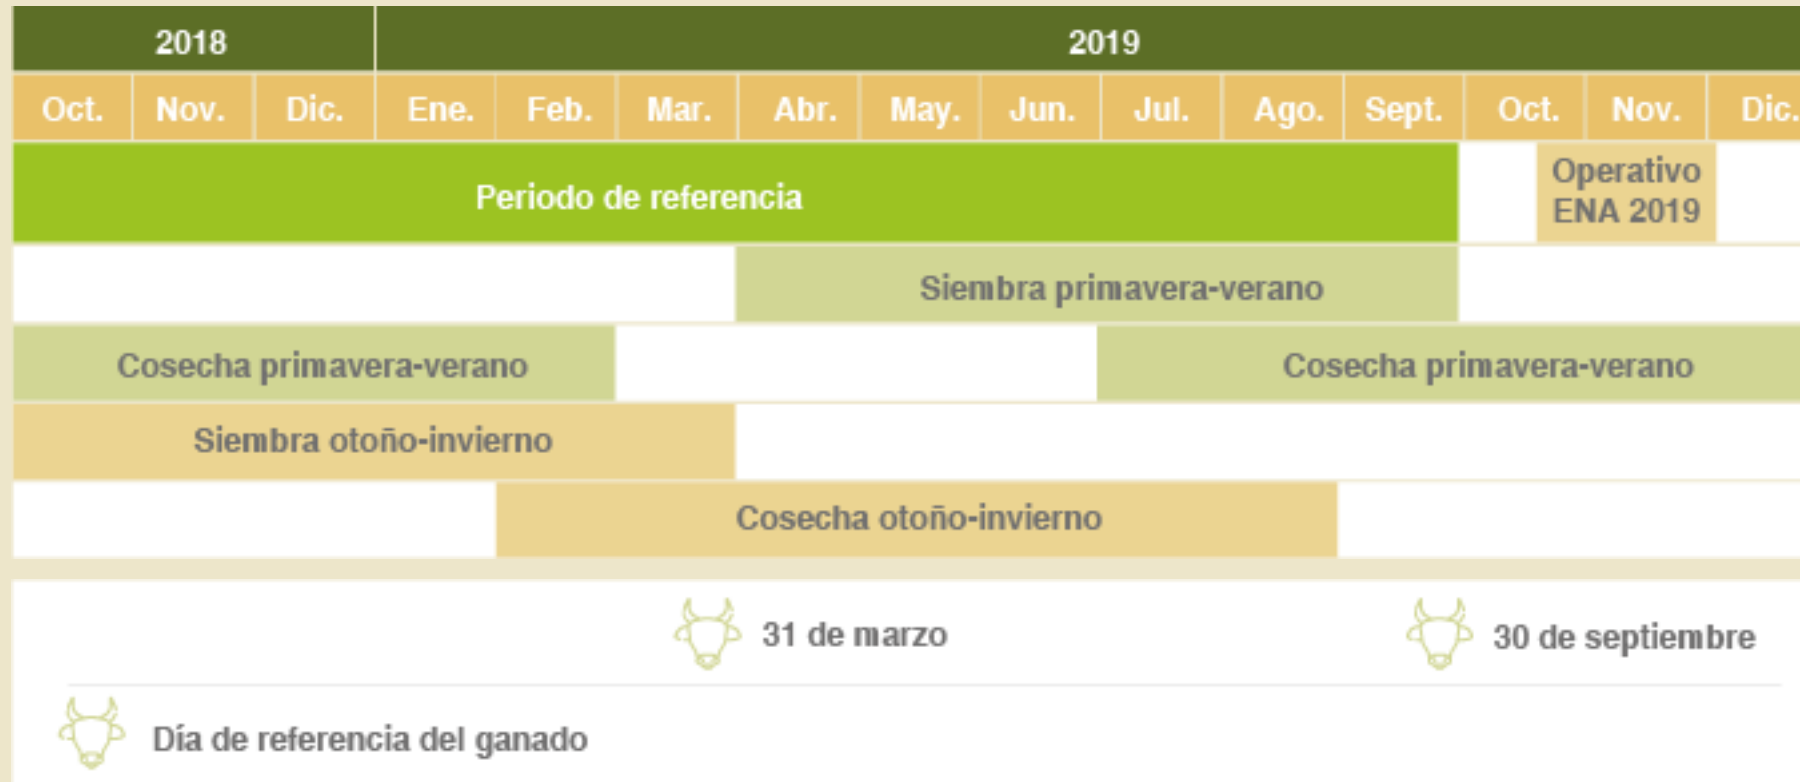 2018 2019
Oct. Nov. Dic. Ene. Feb. Mar. Abr. May. Jun. Jul. Ago. Sept. Oct. Nov. Dic.
Periodo de referencia
Operativo
ENA 2019
Siembra primavera-verano
Cosecha primavera-verano Cosecha primavera-verano
Siembra otoño-invierno
Cosecha otoño-invierno
31 de marzo 30 de septiembre
Día de referencia del ganado